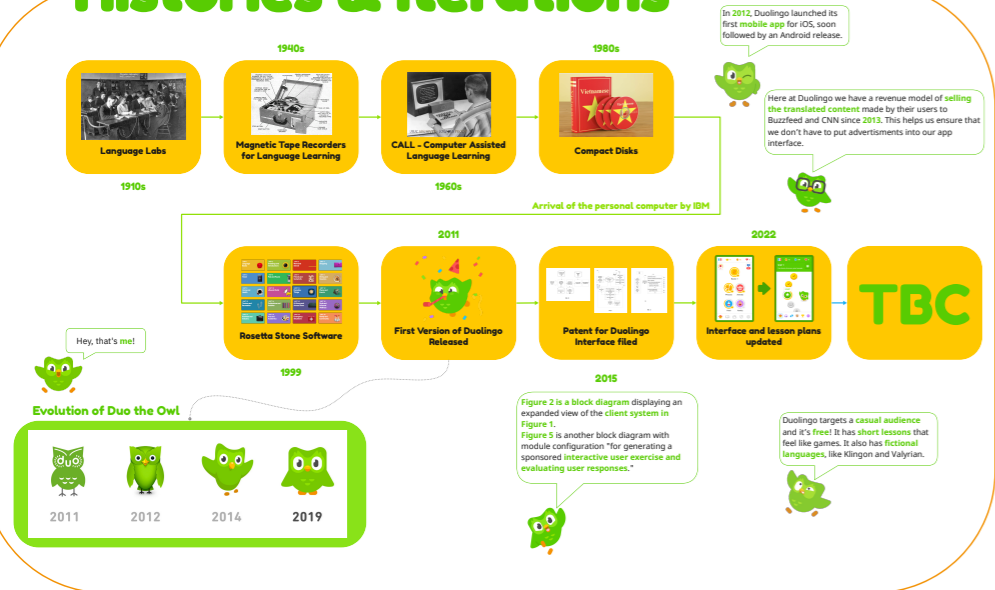 Histories & Iterations
In 2012, Duolingo launched its
first mobile app for iOS, soon
followed by an Android release.
1940s
1980s
Language Labs
Magnetic Tape Recorders
for Language Learning
CALL - Computer Assisted
Language Learning
Vietnamese
Compact Disks
1910s
1960s
Here at Duolingo we have a revenue model of selling
the translated content made by their users to
Buzzfeed and CNN since 2013. This helps us ensure that
we don't have to put advertisments into our app
interface.
Arrival of the personal computer by IBM
2011
2022
Rosetta Stone Software
First Version of Duolingo
Released
Patent for Duolingo
Interface filed
Interface and lesson plans
updated
TBC
1999
2015
Hey, that's me!
Evolution of Duo the Owl
duo
2011
2012
2014
2019
Figure 2 is a block diagram displaying an
expanded view of the client system in
Figure 1.
Figure 5 is another block diagram with
module configuration "for generating a
sponsored interactive user exercise and
evaluating user responses."
Duolingo targets a casual audience
and it's free! It has short lessons that
feel like games. It also has fictional
languages, like Klingon and Valyrian.